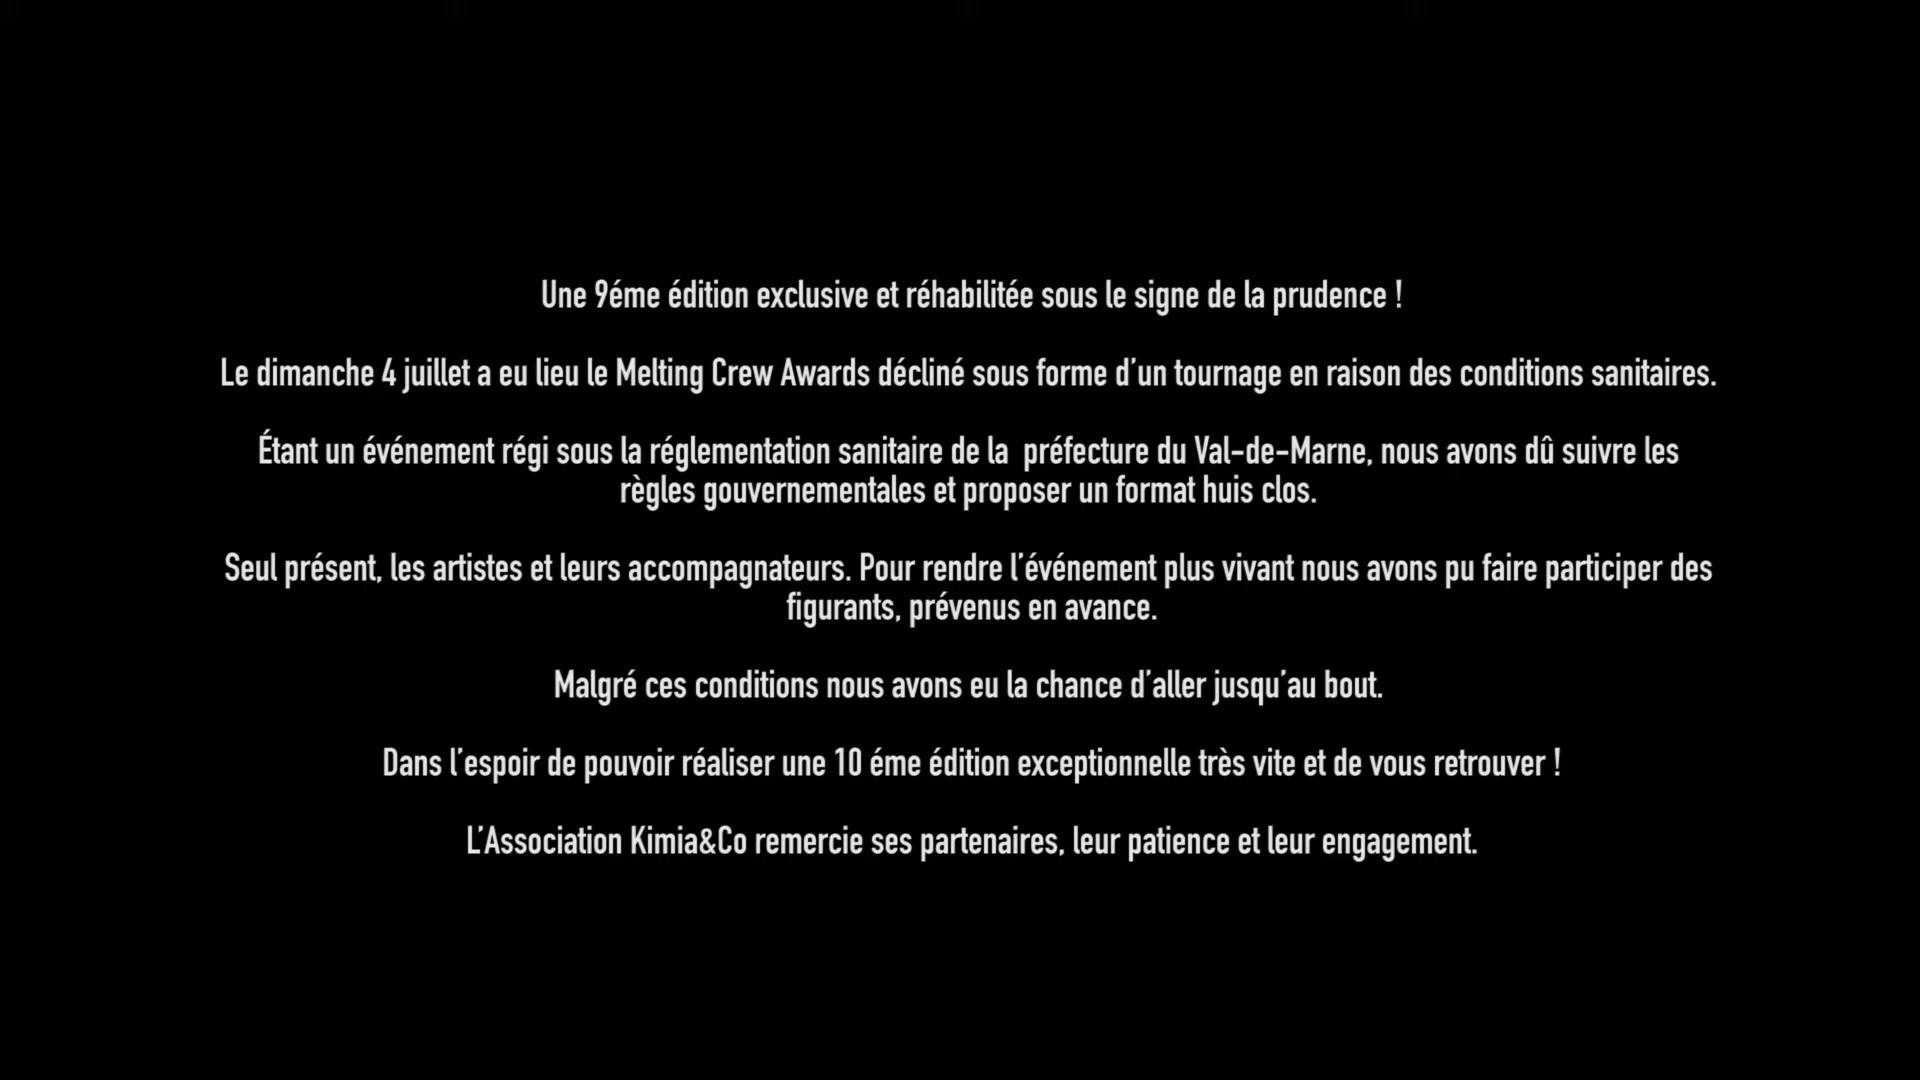 Une 9éme édition exclusive et réhabilitée sous le signe de la prudence !
Le dimanche 4 juillet a eu lieu le Melting Crew Awards décliné sous forme d’un tournage en raison des conditions sanitaires.
Étant un événement régi sous la réglementation sanitaire de la  préfecture du Val-de-Marne, nous avons dû suivre les
règles gouvernementales et proposer un format huis clos.
Seul présent, les artistes et leurs accompagnateurs. Pour rendre l’événement plus vivant nous avons pu faire participer des
figurants, prévenus en avance.
Malgré ces conditions nous avons eu la chance d’aller jusqu’au bout.
Dans l’espoir de pouvoir réaliser une 10 éme édition exceptionnelle très vite et de vous retrouver !
L’Association Kimia&Co remercie ses partenaires, leur patience et leur engagement.